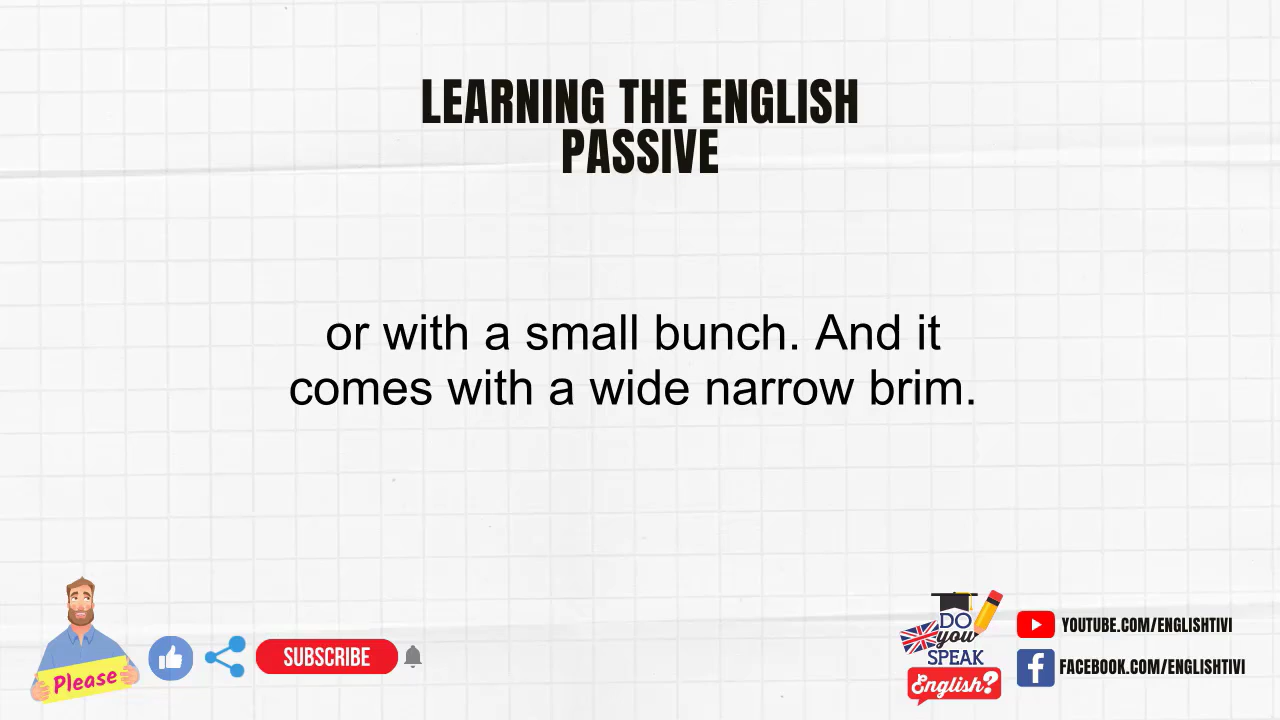 LEARNING THE ENGLISH
PASSIVE
or with a small bunch. And it
comes with a wide narrow brim.
Please
SUBSCRIBE
DO
you
SPEAK
English?
YOUTUBE.COM/ENGLISHTIVI
FACEBOOK.COM/ENGLISHTIVI